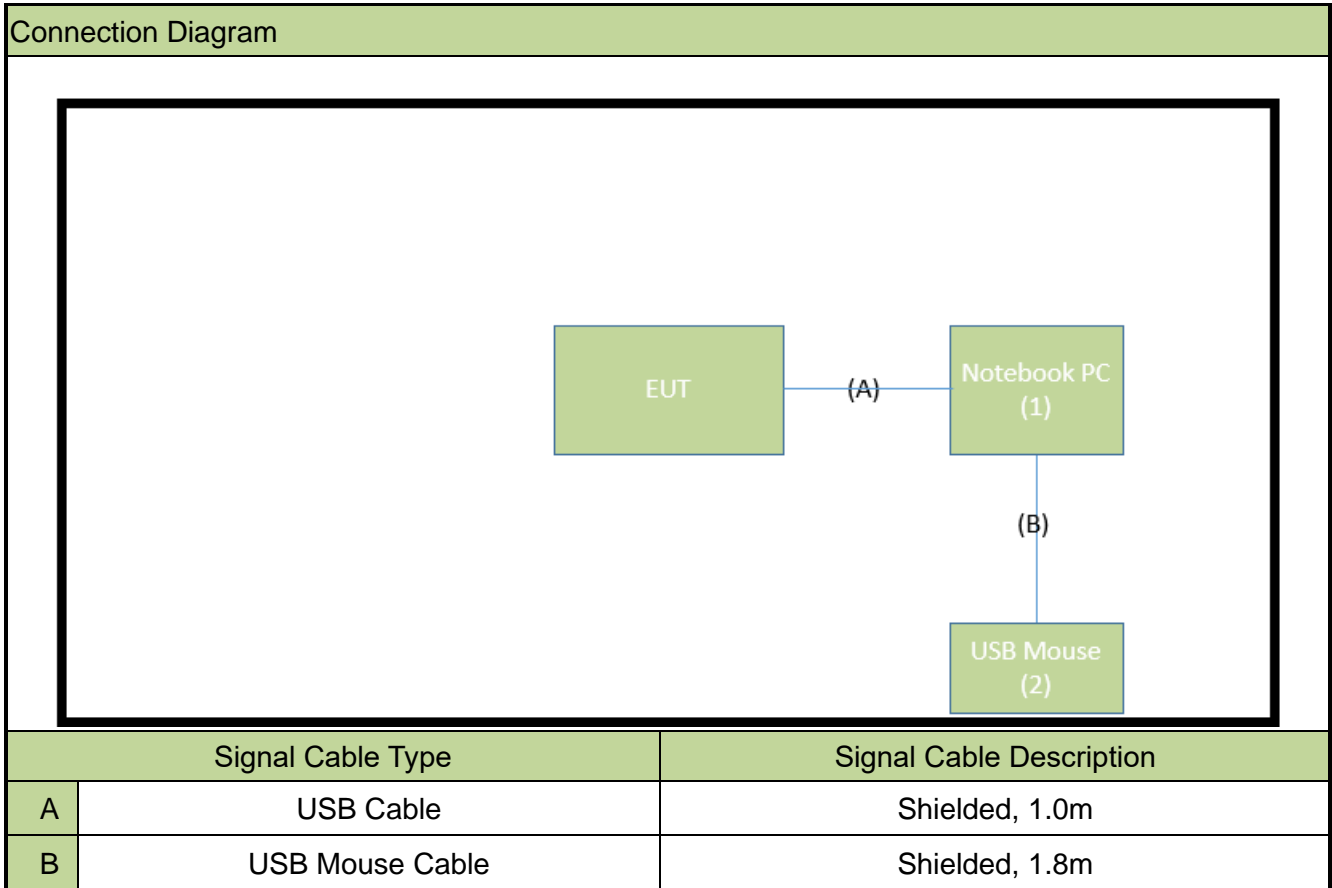 Connection Diagram
EUT
(A)
Notebook PC
(1)
(B)
USB Mouse
(2)
Signal Cable Type Signal Cable Description
A USB Cable Shielded, 1.0m
B USB Mouse Cable Shielded, 1.8m